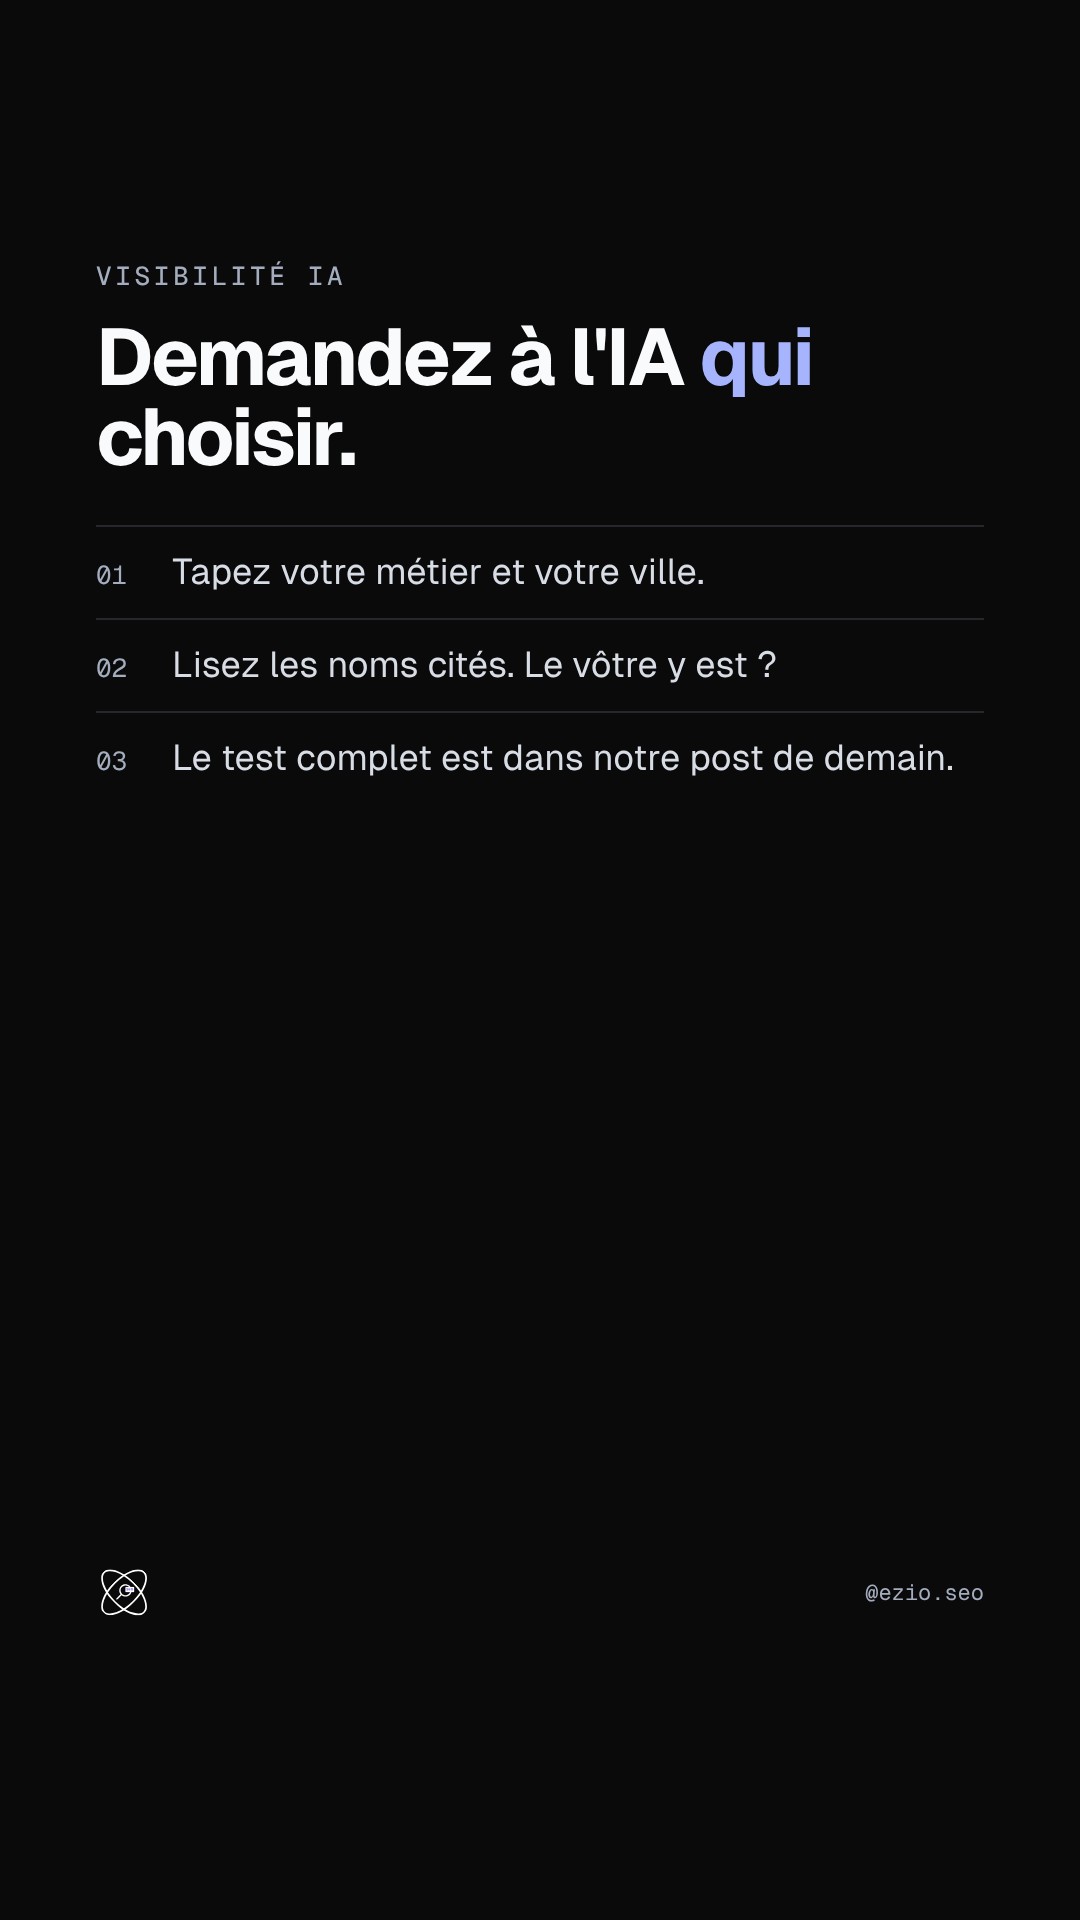 VISIBILITÉ IA
Demandez à l'IA qui
choisir.
01 Tapez votre métier et votre ville.
02 Lisez les noms cités. Le vôtre y est ?
03 Le test complet est dans notre post de demain.
@ezio.seo